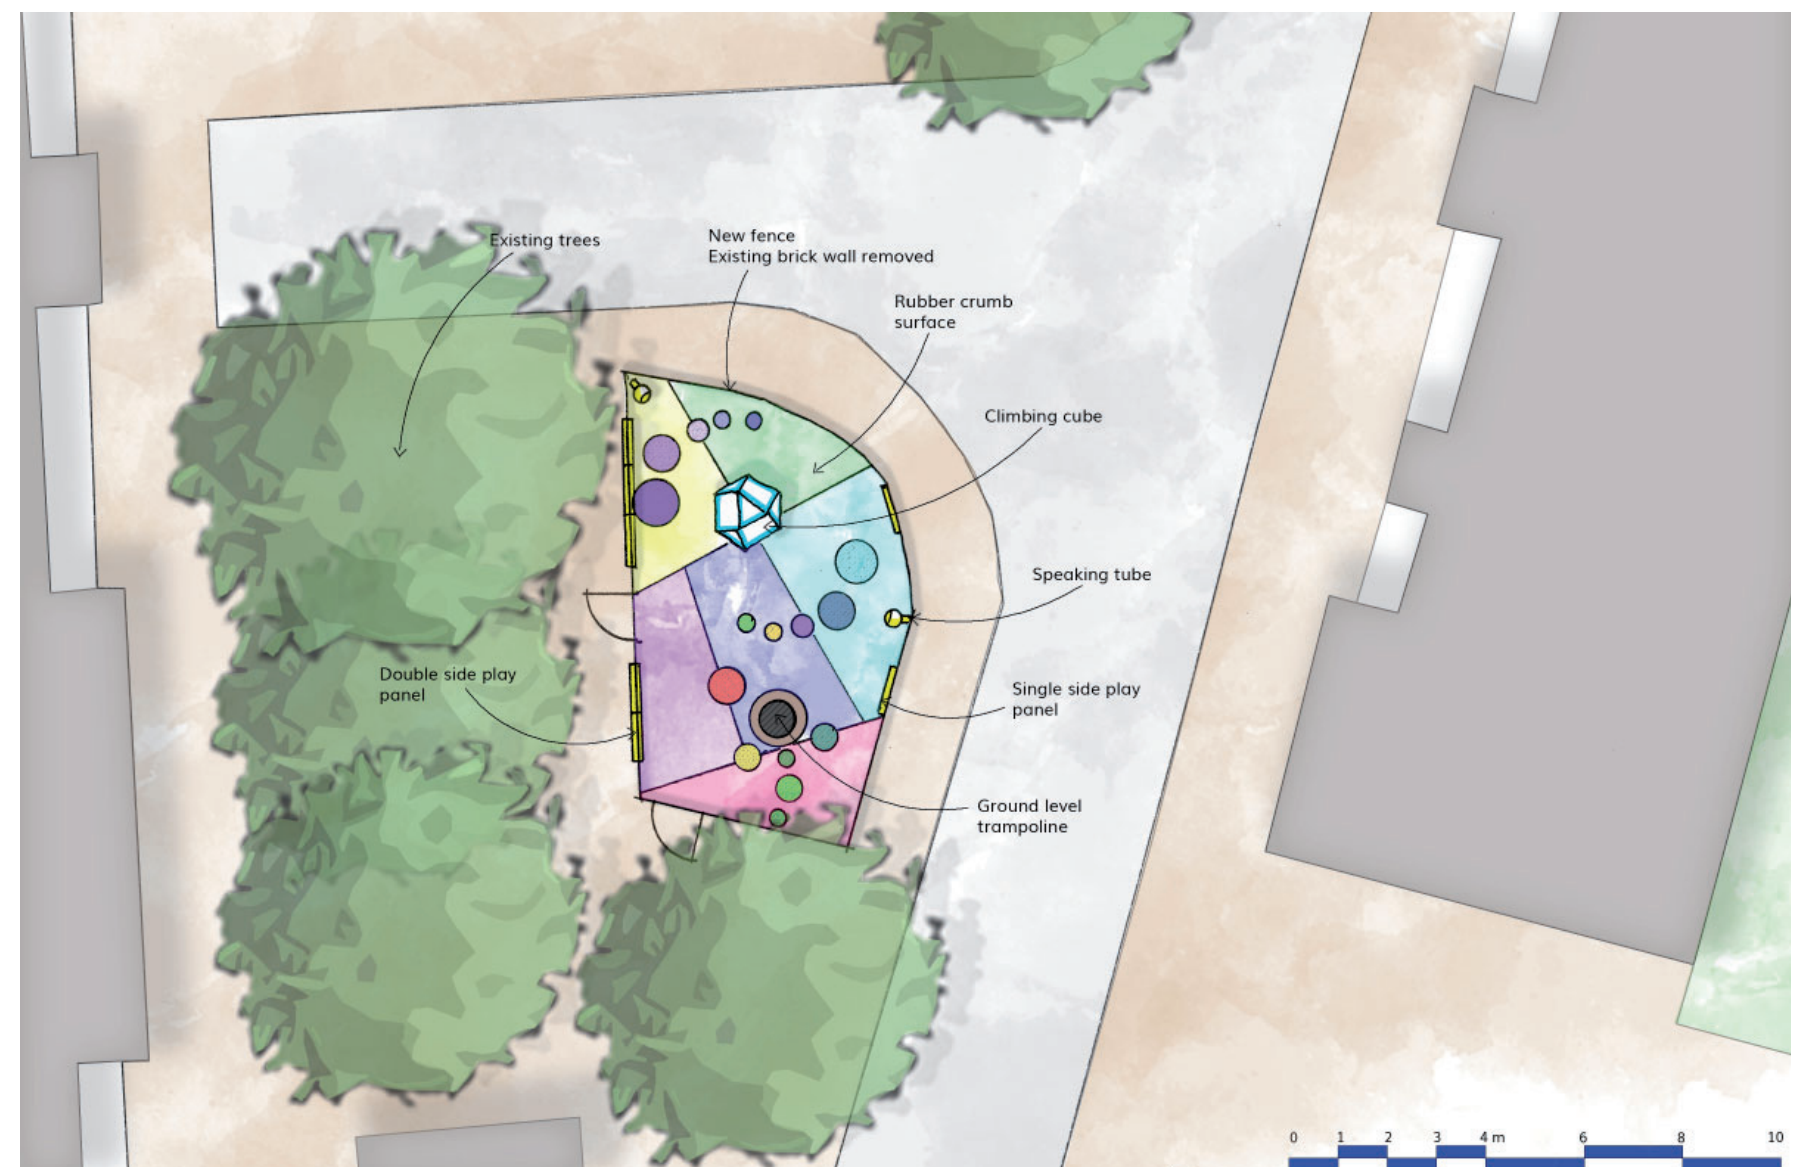 Existing trees
New fence
Existing brick wall removed
Rubber crumb
surface
Climbing cube
Speaking tube
Double side play
panel
Single side play
panel
Ground level
trampoline
0 1 2 3 4 m 6 8 10